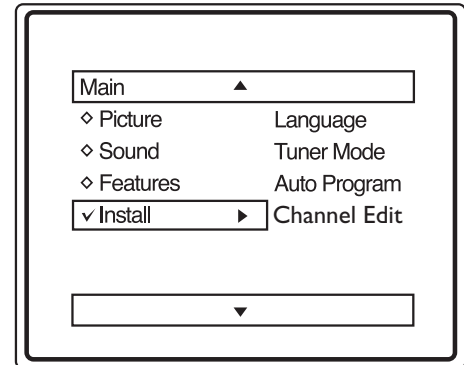 Main
Picture Language
Sound Tuner Mode
Features Auto Program
Install Channel Edit